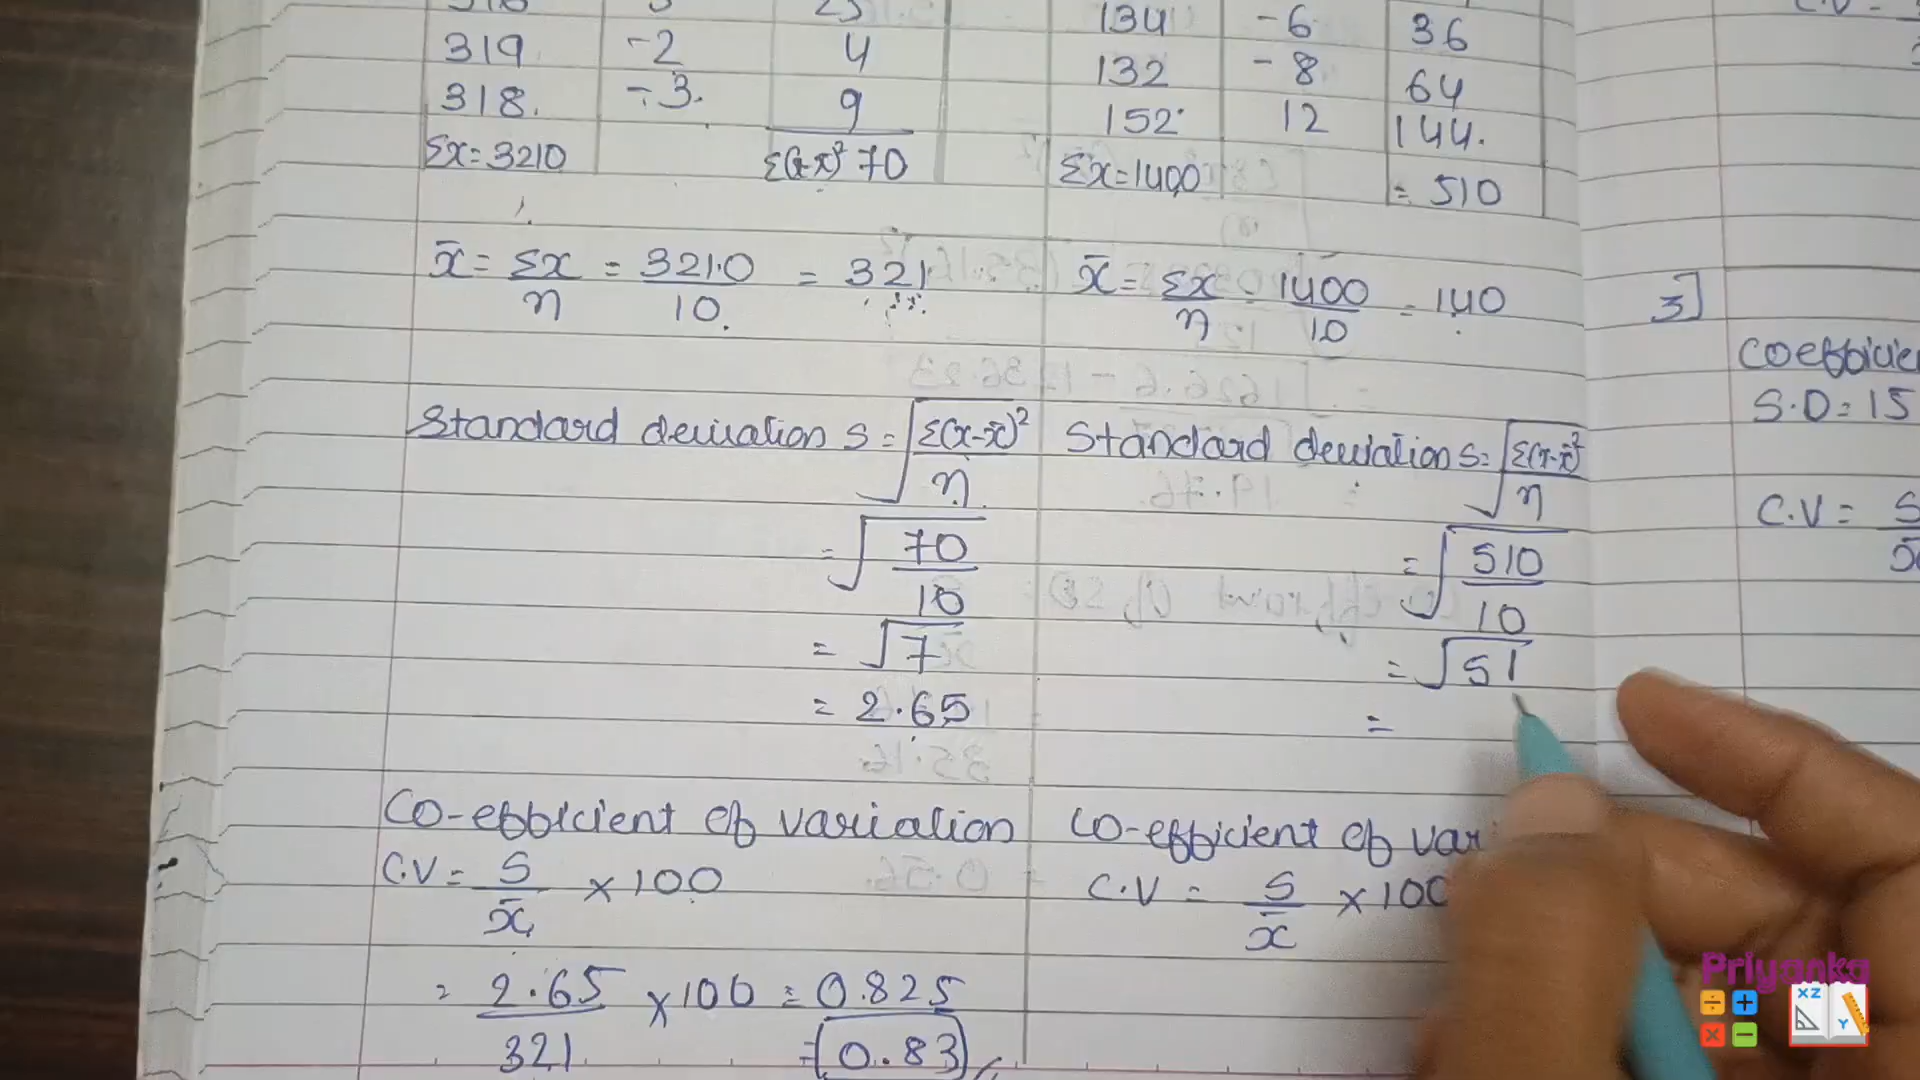 319 -2 4 134 -6 36
318. -3. 9 132 -8 64
152 12 144.
Σx=3210 Σ(x-x̄)² 70 Σx=1400 = 510
x̄ = Σx/n = 3210/10 = 321
x̄ = Σx/n = 1400/10 = 140
Standard deviation S = √Σ(x-x̄)²/n
= √70/10
= √7
= 2.65
Co-efficient of variation
C.V = S/x̄ × 100
= 2.65/321 × 100 = 0.825
= 0.83
Standard deviation S = √Σ(x-x̄)²/n
= √510/10
= √51
=
Co-efficient of var
C.V = S/x̄ × 100
3]
Coefficie
S.D = 15
C.V = S/x̄
Priyanka
XZ
Y